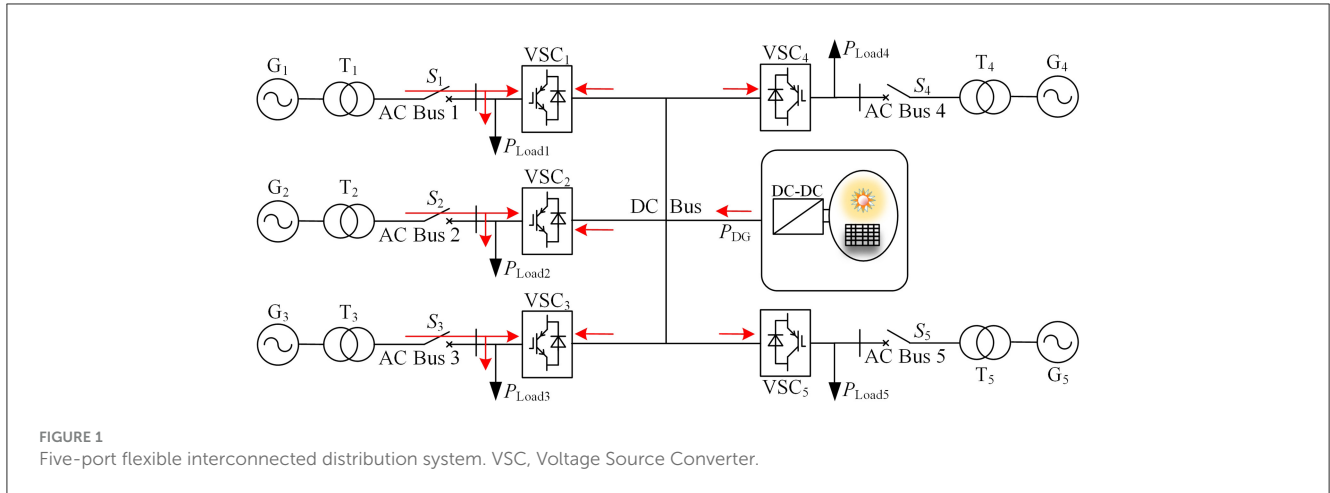 G1 T1 S1 VSC1 VSC4 PLoad4 S4 T4 G4
AC Bus 1 AC Bus 4
PLoad1
G2 T2 S2 VSC2 DC Bus DC-DC
AC Bus 2 PDG
PLoad2
G3 T3 S3 VSC3 S5
AC Bus 3 AC Bus 5
PLoad3 VSC5 PLoad5 T5 G5
FIGURE 1
Five-port flexible interconnected distribution system. VSC, Voltage Source Converter.